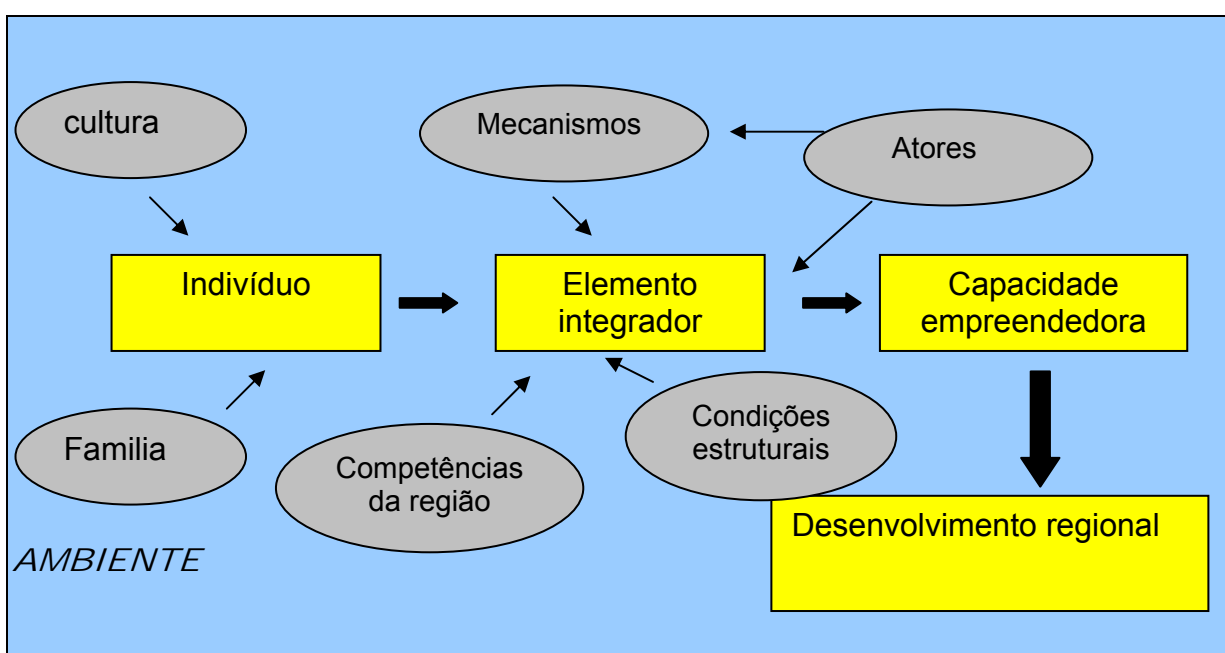 cultura
Mecanismos
Atores
Indivíduo
Elemento
integrador
Capacidade
empreendedora
Familia
Competências
da região
Condições
estruturais
Desenvolvimento regional
AMBIENTE